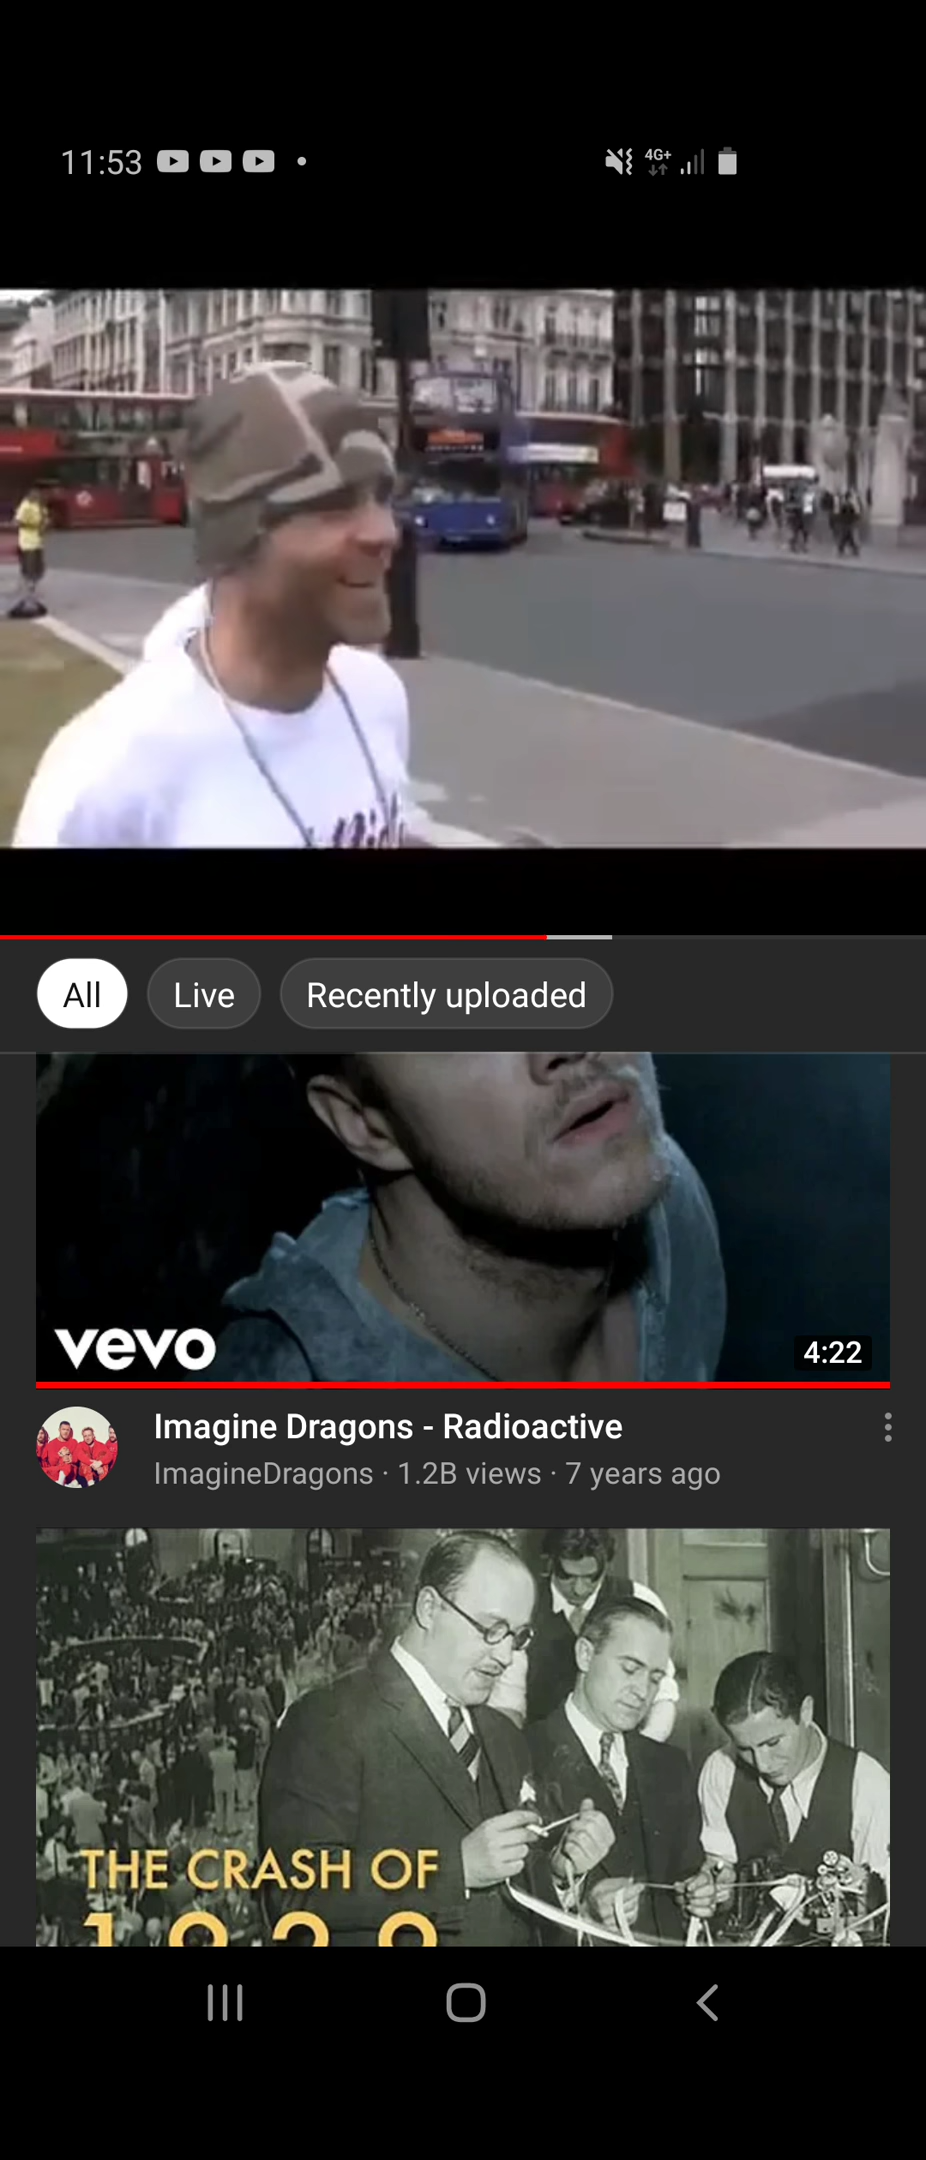 11:53
4G+
All
Live
Recently uploaded
vevo
4:22
Imagine Dragons - Radioactive
ImagineDragons · 1.2B views · 7 years ago
THE CRASH OF
1929